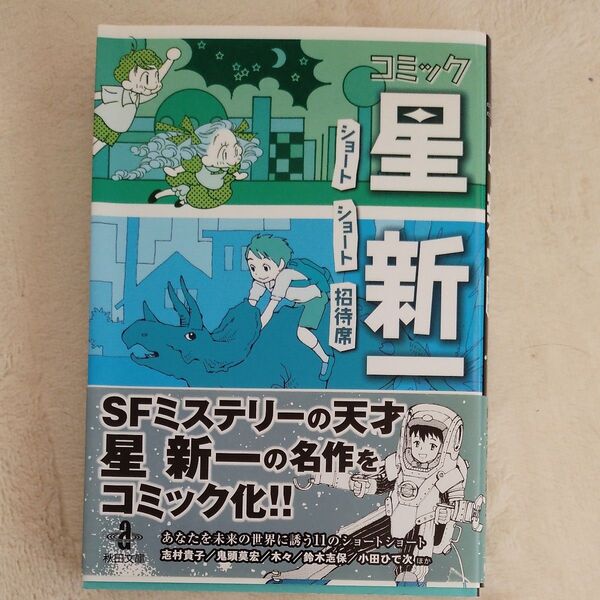 コミック
星新一
ショート
ショート
招待席
SFミステリーの天才
星 新一の名作を
コミック化!!
あなたを未来の世界に誘う11のショートショート
志村貴子/鬼頭莫宏/木々/鈴木志保/小田ひで次 ほか
a
秋田文庫